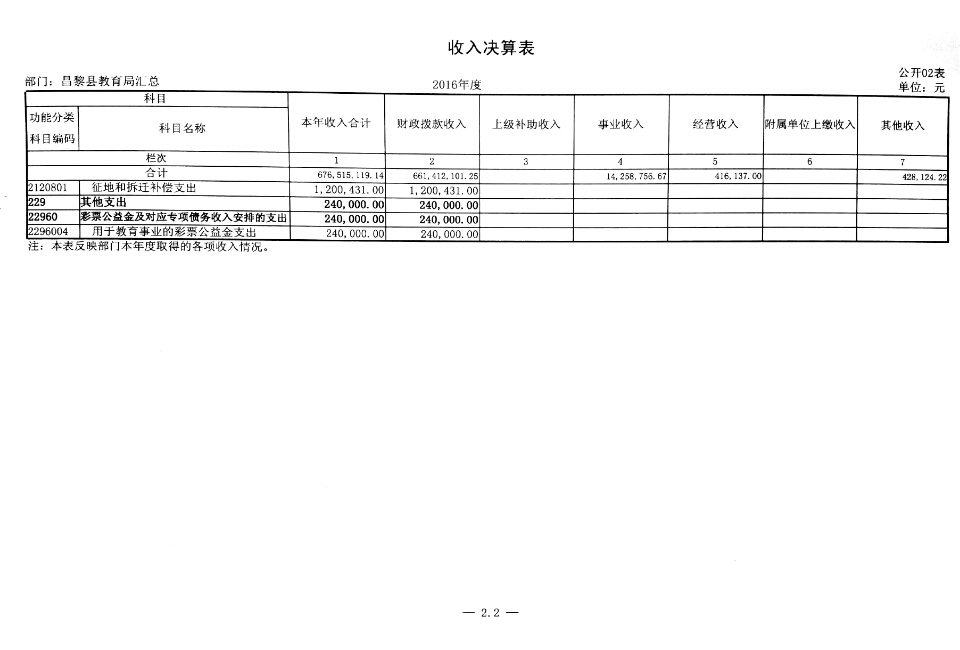 收入决算表
公开02表
部门：昌黎县教育局汇总 2016年度 单位：元
科目 本年收入合计 财政拨款收入 上级补助收入 事业收入 经营收入 附属单位上缴收入 其他收入
功能分类科目编码 科目名称
栏次 1 2 3 4 5 6 7
合计 676,515,119.14 661,412,101.25 14,258,756.67 416,137.00 428,124.22
2120801 征地和拆迁补偿支出 1,200,431.00 1,200,431.00
229 其他支出 240,000.00 240,000.00
22960 彩票公益金及对应专项债务收入安排的支出 240,000.00 240,000.00
2296004 用于教育事业的彩票公益金支出 240,000.00 240,000.00
注：本表反映部门本年度取得的各项收入情况。
— 2.2 —